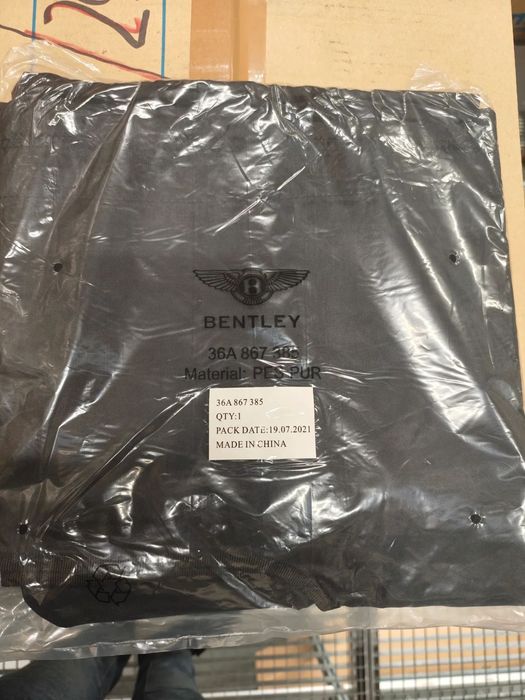 B
BENTLEY
36A 867 385
Material: PES PUR
36A 867 385
QTY:1
PACK DATE:19.07.2021
MADE IN CHINA